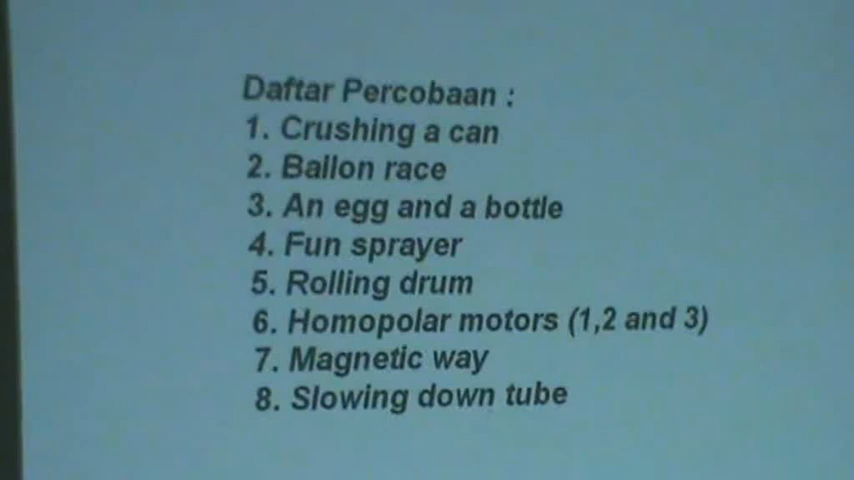 Daftar Percobaan :
1. Crushing a can
2. Ballon race
3. An egg and a bottle
4. Fun sprayer
5. Rolling drum
6. Homopolar motors (1,2 and 3)
7. Magnetic way
8. Slowing down tube